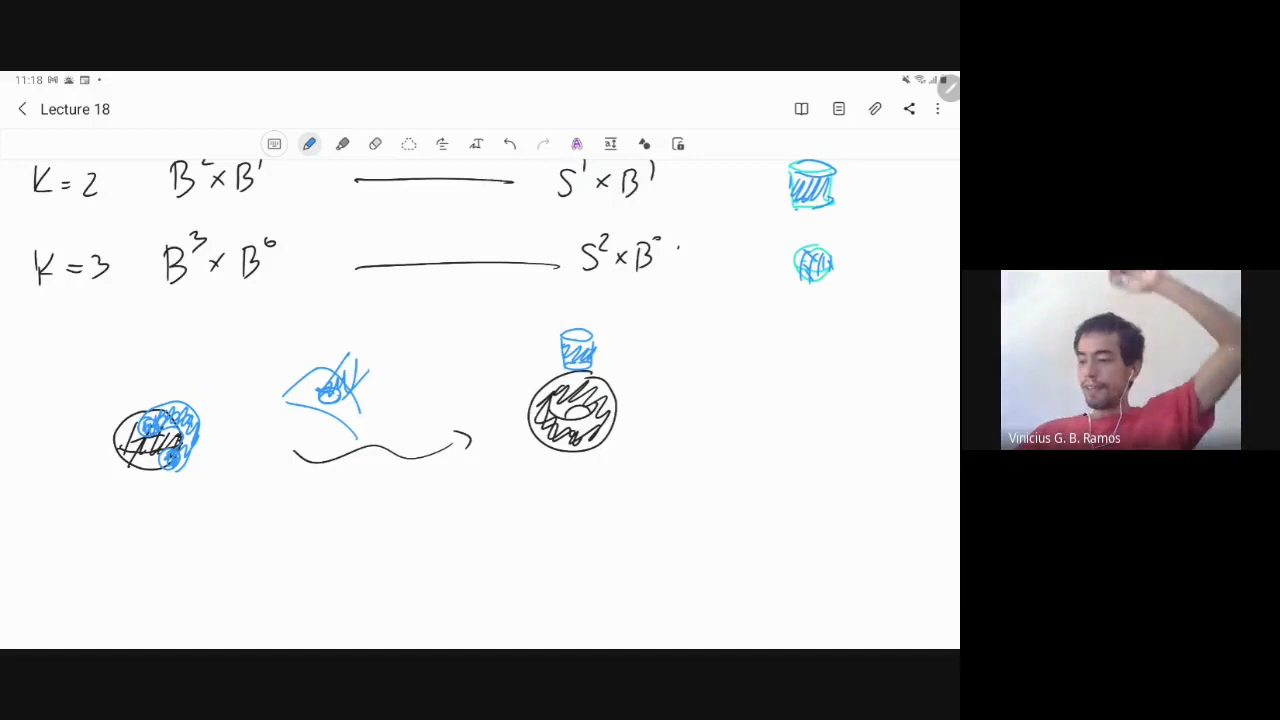 11:18
Lecture 18
K = 2 B² × B¹ S¹ × B¹
K = 3 B³ × B⁰ S² × B⁰
Vinicius G. B. Ramos